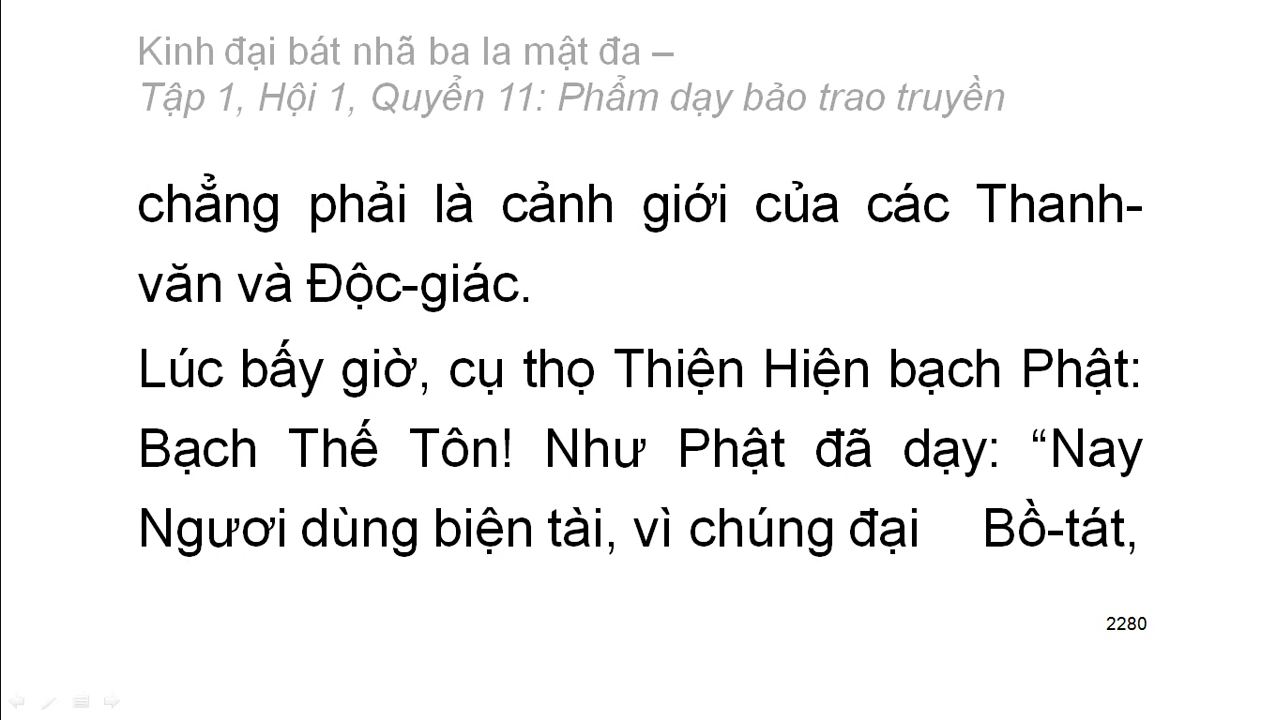 Kinh đại bát nhã ba la mật đa –
Tập 1, Hội 1, Quyển 11: Phẩm dạy bảo trao truyền
chẳng phải là cảnh giới của các Thanh-
văn và Độc-giác.
Lúc bấy giờ, cụ thọ Thiện Hiện bạch Phật:
Bạch Thế Tôn! Như Phật đã dạy: “Nay
Ngươi dùng biện tài, vì chúng đại Bồ-tát,
2280